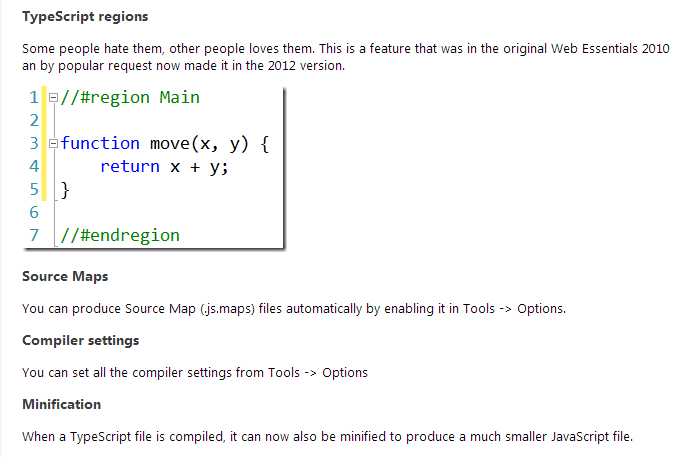 TypeScript regions
Some people hate them, other people loves them. This is a feature that was in the original Web Essentials 2010
an by popular request now made it in the 2012 version.
1 //#region Main
2
3 function move(x, y) {
4 return x + y;
5 }
6
7 //#endregion
Source Maps
You can produce Source Map (.js.maps) files automatically by enabling it in Tools -> Options.
Compiler settings
You can set all the compiler settings from Tools -> Options
Minification
When a TypeScript file is compiled, it can now also be minified to produce a much smaller JavaScript file.